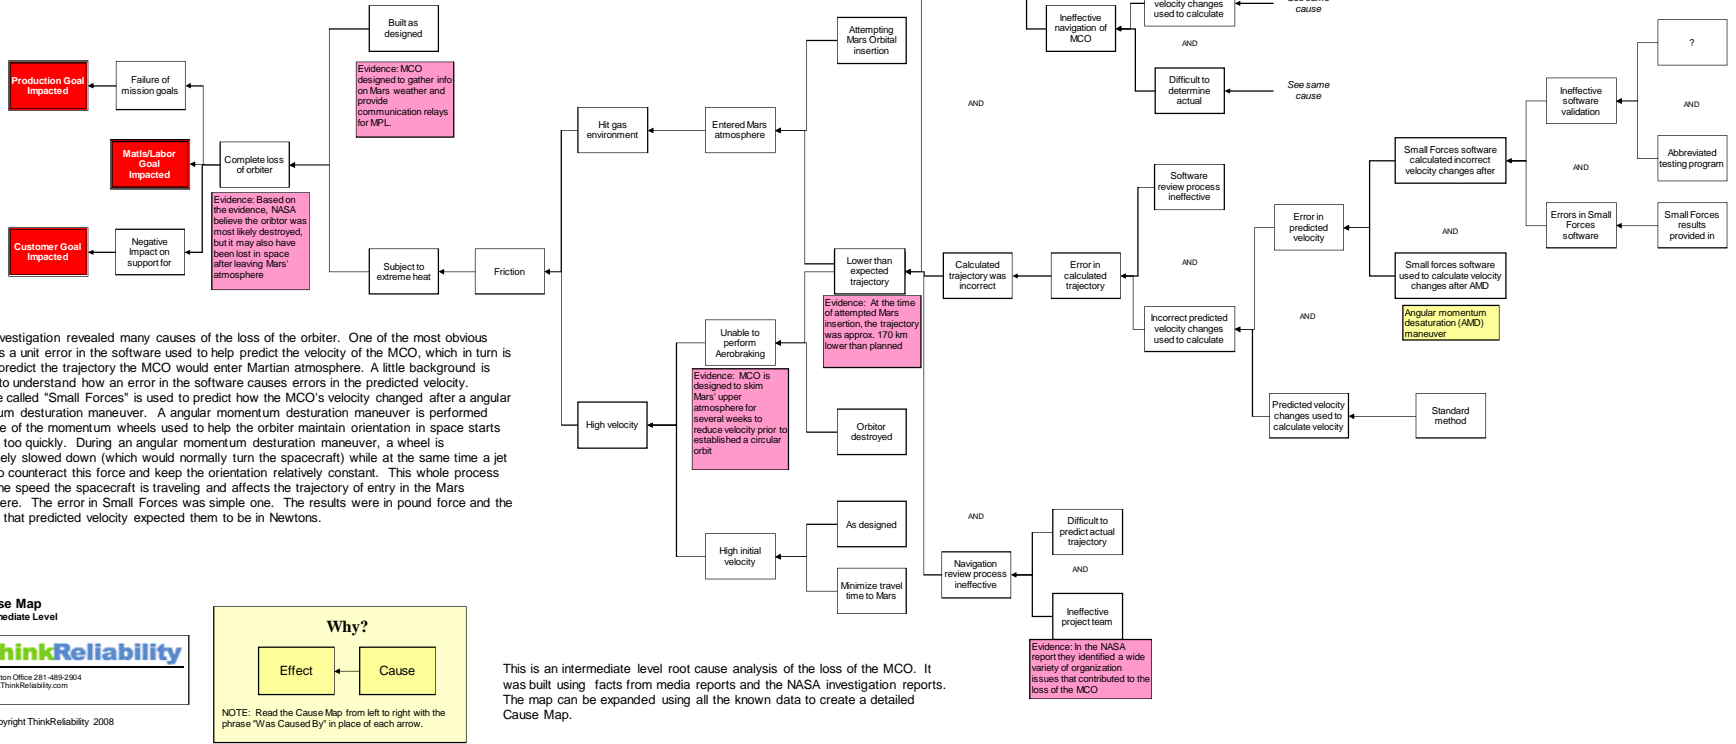 Built as
designed
Evidence: MCO
designed to gather info
on Mars weather and
provide
communication relays
for MPL.
Production Goal
Impacted
Failure of
mission goals
Matls/Labor
Goal
Impacted
Complete loss
of orbiter
Evidence: Based on
the evidence, NASA
believe the oribtor was
most likely destroyed,
but it may also have
been lost in space
after leaving Mars'
atmosphere
Customer Goal
Impacted
Negative
Impact on
support for
Subject to
extreme heat
Friction
Hit gas
environment
Entered Mars
atmosphere
Attempting
Mars Orbital
insertion
Lower than
expected
trajectory
Evidence: At the time
of attempted Mars
insertion, the trajectory
was approx. 170 km
lower than planned
Unable to
perform
Aerobraking
Evidence: MCO is
designed to skim
Mars' upper
atmosphere for
several weeks to
reduce velocity prior to
established a circular
orbit
High velocity
Orbitor
destroyed
As designed
High initial
velocity
Minimize travel
time to Mars
Ineffective
navigation of
MCO
velocity changes
used to calculate
See same
cause
AND
Difficult to
determine
actual
See same
cause
AND
Software
review process
ineffective
Calculated
trajectory was
incorrect
Error in
calculated
trajectory
AND
Incorrect predicted
velocity changes
used to calculate
Error in
predicted
velocity
AND
Predicted velocity
changes used to
calculate velocity
Standard
method
Small Forces software
calculated incorrect
velocity changes after
AND
Small forces software
used to calculate velocity
changes after AMD
Angular momentum
desaturation (AMD)
maneuver
Ineffective
software
validation
AND
Errors in Small
Forces
software
?
AND
Abbreviated
testing program
Small Forces
results
provided in
AND
Navigation
review process
ineffective
Difficult to
predict actual
trajectory
AND
Ineffective
project team
Evidence: In the NASA
report they identified a wide
variety of organization
issues that contributed to the
loss of the MCO
vestigation revealed many causes of the loss of the orbiter. One of the most obvious
s a unit error in the software used to help predict the velocity of the MCO, which in turn is
predict the trajectory the MCO would enter Martian atmosphere. A little background is
to understand how an error in the software causes errors in the predicted velocity.
e called "Small Forces" is used to predict how the MCO's velocity changed after a angular
um desturation maneuver. A angular momentum desturation maneuver is performed
e of the momentum wheels used to help the orbiter maintain orientation in space starts
too quickly. During an angular momentum desturation maneuver, a wheel is
ely slowed down (which would normally turn the spacecraft) while at the same time a jet
o counteract this force and keep the orientation relatively constant. This whole process
he speed the spacecraft is traveling and affects the trajectory of entry in the Mars
ere. The error in Small Forces was simple one. The results were in pound force and the
that predicted velocity expected them to be in Newtons.
se Map
mediate Level
hinkReliability
ton Office 281-489-2904
ThinkReliability.com
pyright ThinkReliability 2008
Why?
Effect
Cause
NOTE: Read the Cause Map from left to right with the
phrase "Was Caused By" in place of each arrow.
This is an intermediate level root cause analysis of the loss of the MCO. It
was built using facts from media reports and the NASA investigation reports.
The map can be expanded using all the known data to create a detailed
Cause Map.